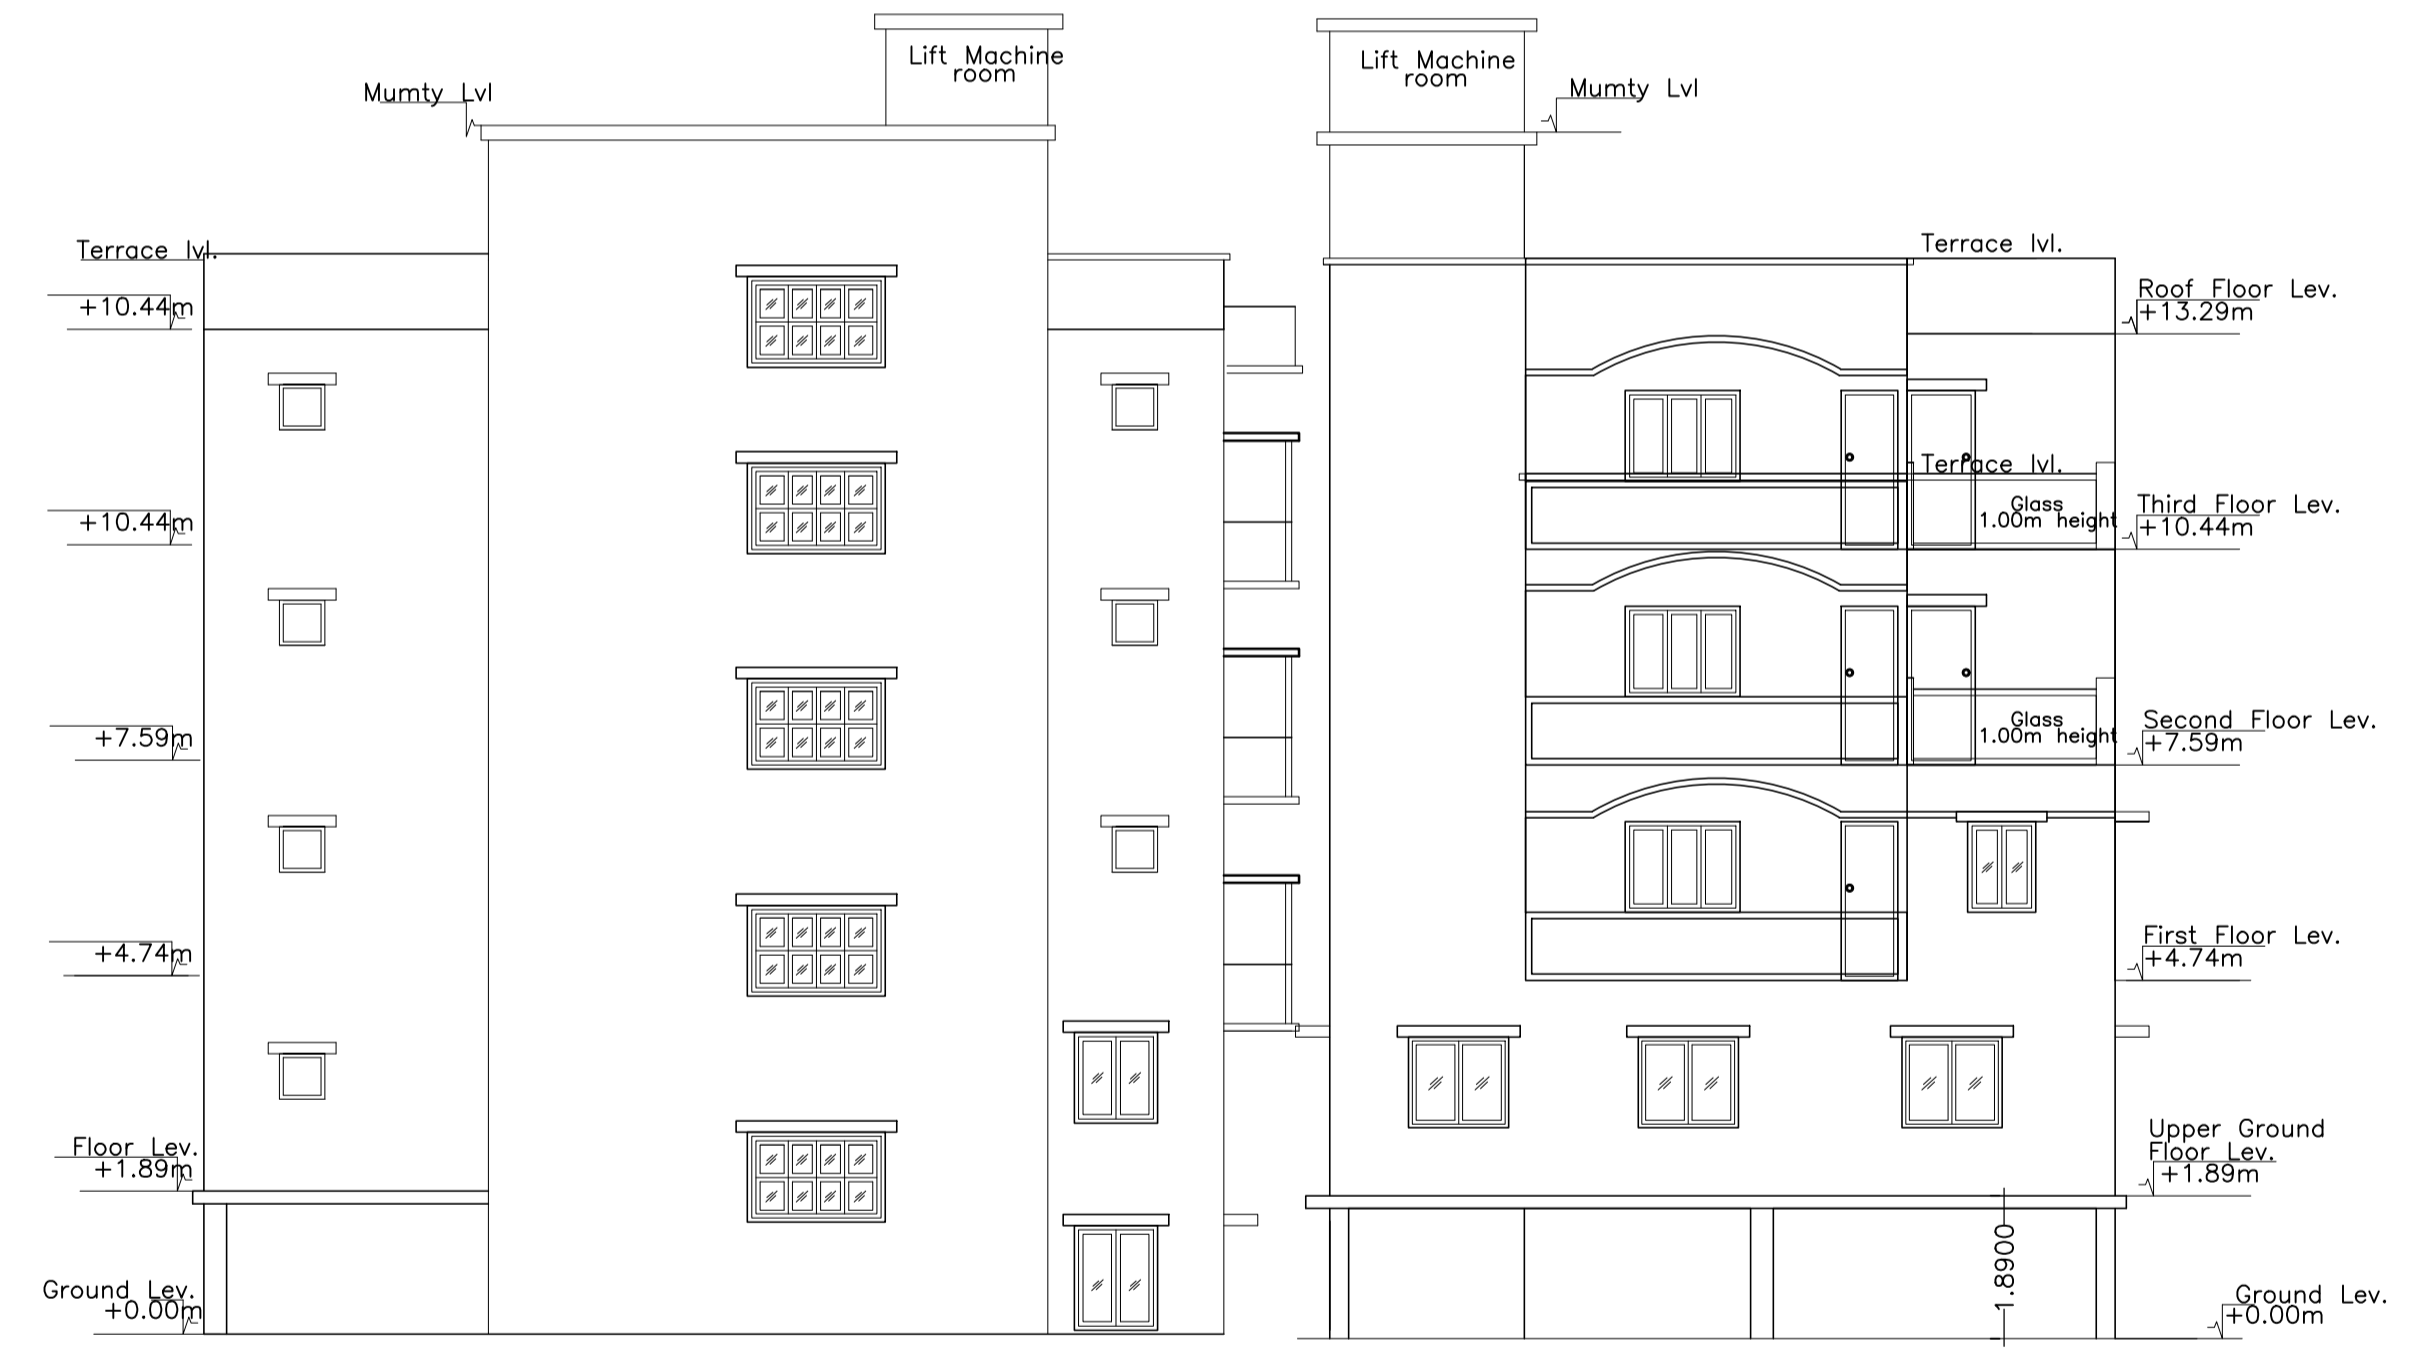 Lift Machine
room
Mumty Lvl
Terrace lvl.
+10.44m
+10.44m
+7.59m
+4.74m
Floor Lev.
+1.89m
Ground Lev.
+0.00m
Lift Machine
room
Mumty Lvl
Terrace lvl.
Roof Floor Lev.
+13.29m
Terrace lvl.
Glass
1.00m height
Third Floor Lev.
+10.44m
Glass
1.00m height
Second Floor Lev.
+7.59m
First Floor Lev.
+4.74m
Upper Ground
Floor Lev.
+1.89m
1.8900
Ground Lev.
+0.00m